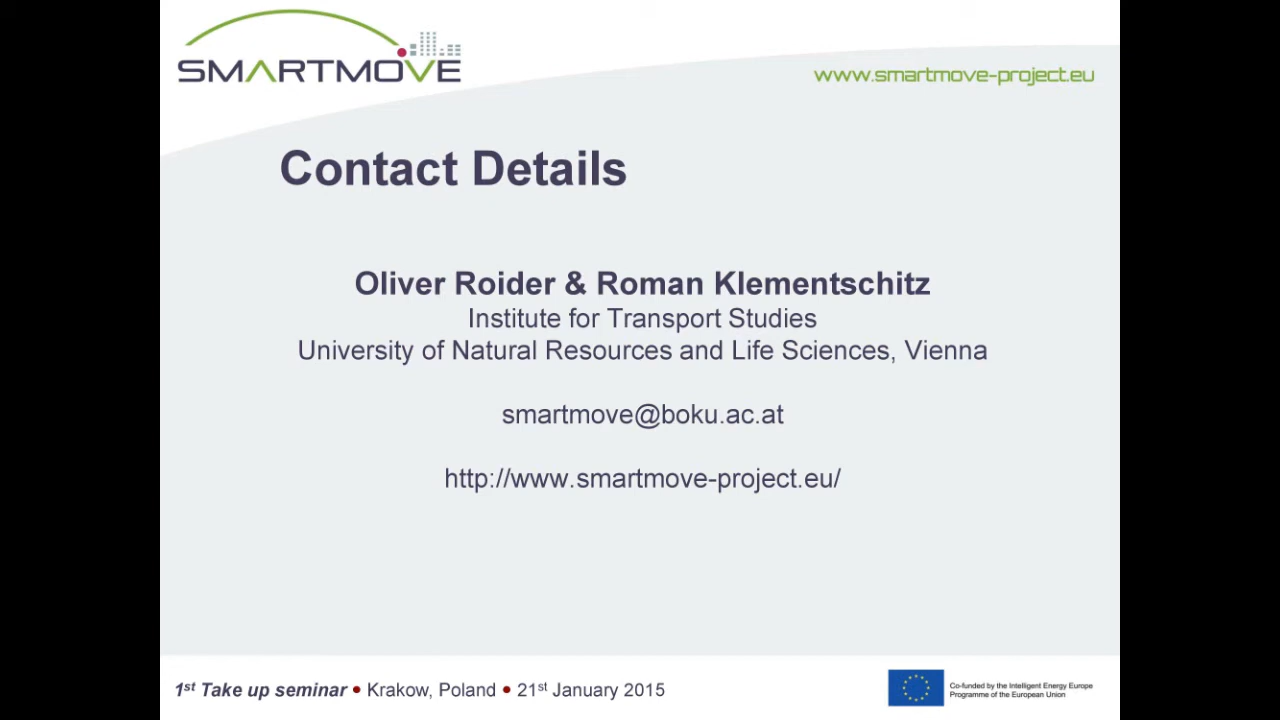 SMARTMOVE
www.smartmove-project.eu
Contact Details
Oliver Roider & Roman Klementschitz
Institute for Transport Studies
University of Natural Resources and Life Sciences, Vienna
smartmove@boku.ac.at
http://www.smartmove-project.eu/
1st Take up seminar • Krakow, Poland • 21st January 2015
Co-funded by the Intelligent Energy Europe
Programme of the European Union